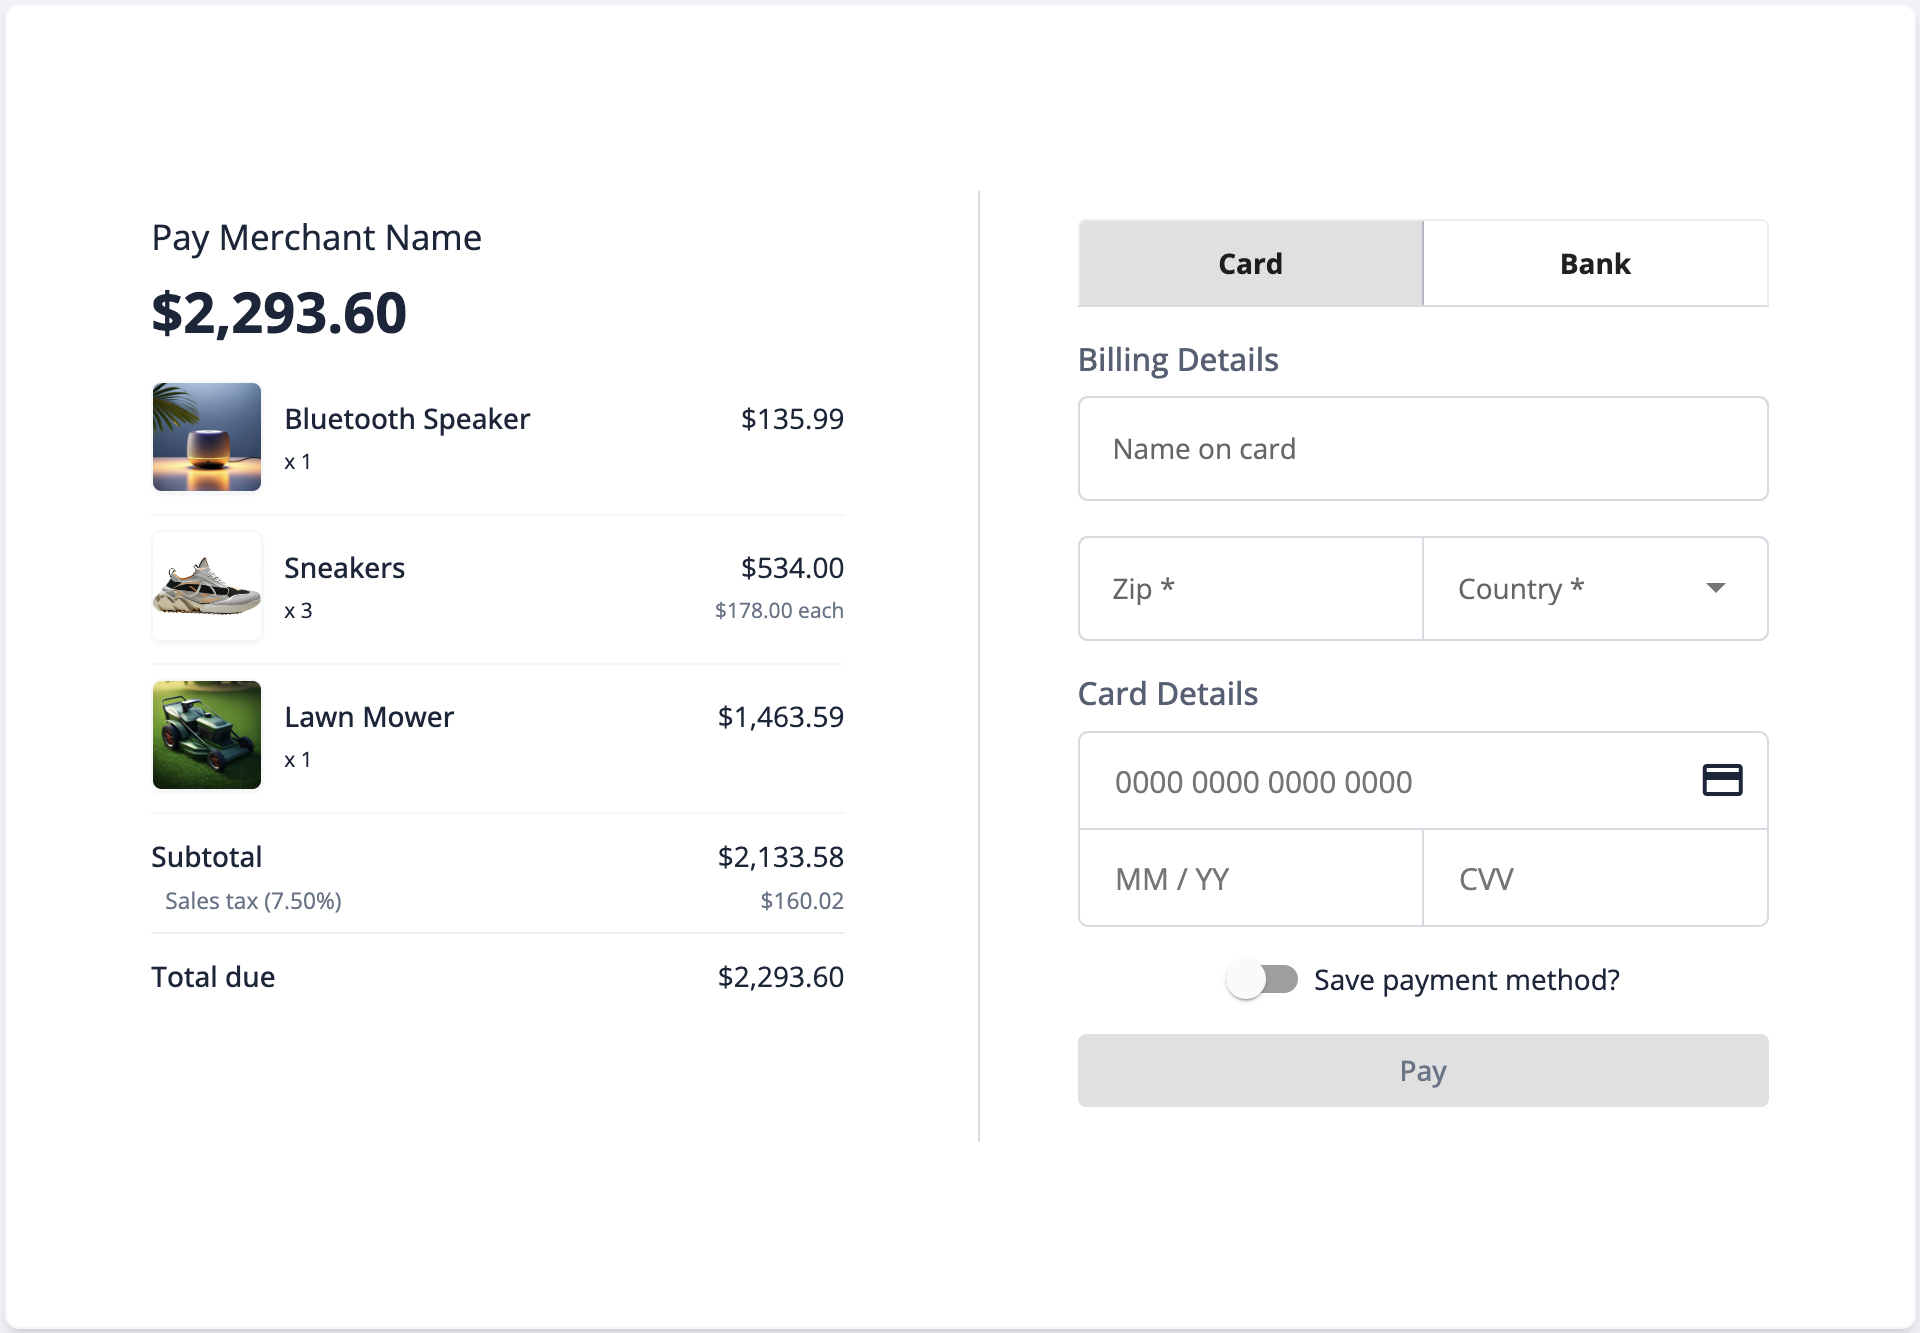 Pay Merchant Name
$2,293.60
Bluetooth Speaker $135.99
x 1
Sneakers $534.00
x 3 $178.00 each
Lawn Mower $1,463.59
x 1
Subtotal $2,133.58
Sales tax (7.50%) $160.02
Total due $2,293.60
Card Bank
Billing Details
Name on card
Zip * Country *
Card Details
0000 0000 0000 0000
MM / YY CVV
Save payment method?
Pay